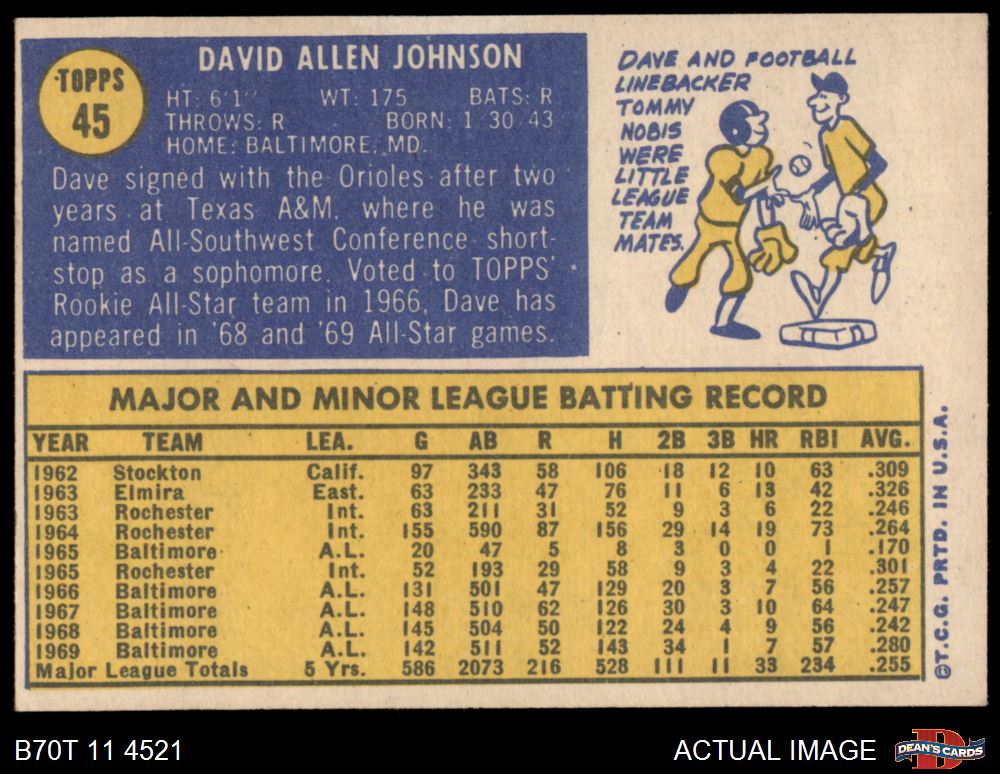 TOPPS
45
DAVID ALLEN JOHNSON
HT: 6'1" WT: 175 BATS: R
THROWS: R BORN: 1 30 43
HOME: BALTIMORE, MD.
Dave signed with the Orioles after two
years at Texas A&M, where he was
named All-Southwest Conference short-
stop as a sophomore. Voted to TOPPS'
Rookie All-Star team in 1966, Dave has
appeared in '68 and '69 All-Star games.
DAVE AND FOOTBALL
LINEBACKER
TOMMY
NOBIS
WERE
LITTLE
LEAGUE
TEAM
MATES.
MAJOR AND MINOR LEAGUE BATTING RECORD
YEAR TEAM LEA. G AB R H 2B 3B HR RBI AVG.
1962 Stockton Calif. 97 343 58 106 18 12 10 63 .309
1963 Elmira East. 63 233 47 76 11 6 13 42 .326
1963 Rochester Int. 63 211 31 52 9 3 6 22 .246
1964 Rochester Int. 155 590 87 156 29 14 19 73 .264
1965 Baltimore A.L. 20 47 5 8 3 0 0 1 .170
1965 Rochester Int. 52 193 29 58 9 3 4 22 .301
1966 Baltimore A.L. 131 501 47 129 20 3 7 56 .257
1967 Baltimore A.L. 148 510 62 126 30 3 10 64 .247
1968 Baltimore A.L. 145 504 50 122 24 4 9 56 .242
1969 Baltimore A.L. 142 511 52 143 34 1 7 57 .280
Major League Totals 5 Yrs. 586 2073 216 528 111 11 33 234 .255
©T.C.G. PRTD. IN U.S.A.
B70T 11 4521
ACTUAL IMAGE
D
DEAN'S CARDS